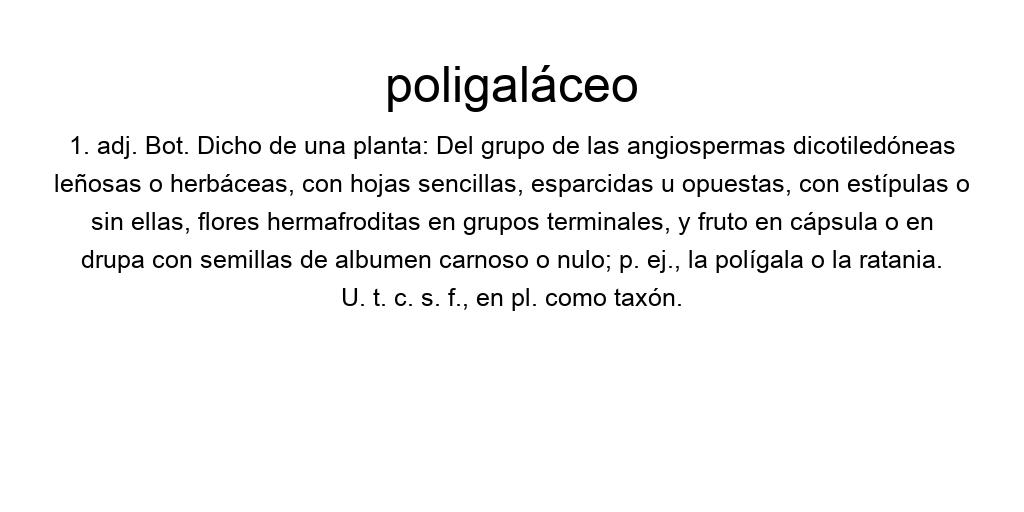 poligaláceo
1. adj. Bot. Dicho de una planta: Del grupo de las angiospermas dicotiledóneas
leñosas o herbáceas, con hojas sencillas, esparcidas u opuestas, con estípulas o
sin ellas, flores hermafroditas en grupos terminales, y fruto en cápsula o en
drupa con semillas de albumen carnoso o nulo; p. ej., la polígala o la ratania.
U. t. c. s. f., en pl. como taxón.